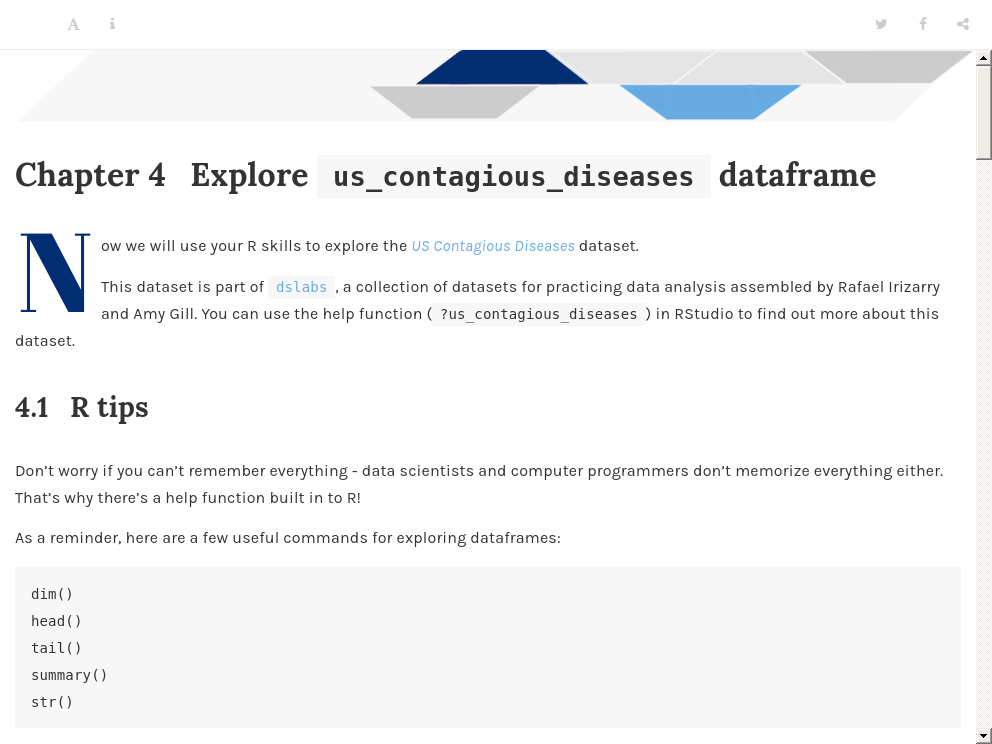 A i
Chapter 4 Explore us_contagious_diseases dataframe
Now we will use your R skills to explore the US Contagious Diseases dataset.
This dataset is part of dslabs, a collection of datasets for practicing data analysis assembled by Rafael Irizarry
and Amy Gill. You can use the help function (?us_contagious_diseases) in RStudio to find out more about this
dataset.
4.1 R tips
Don’t worry if you can’t remember everything - data scientists and computer programmers don’t memorize everything either.
That’s why there’s a help function built in to R!
As a reminder, here are a few useful commands for exploring dataframes:
dim()
head()
tail()
summary()
str()